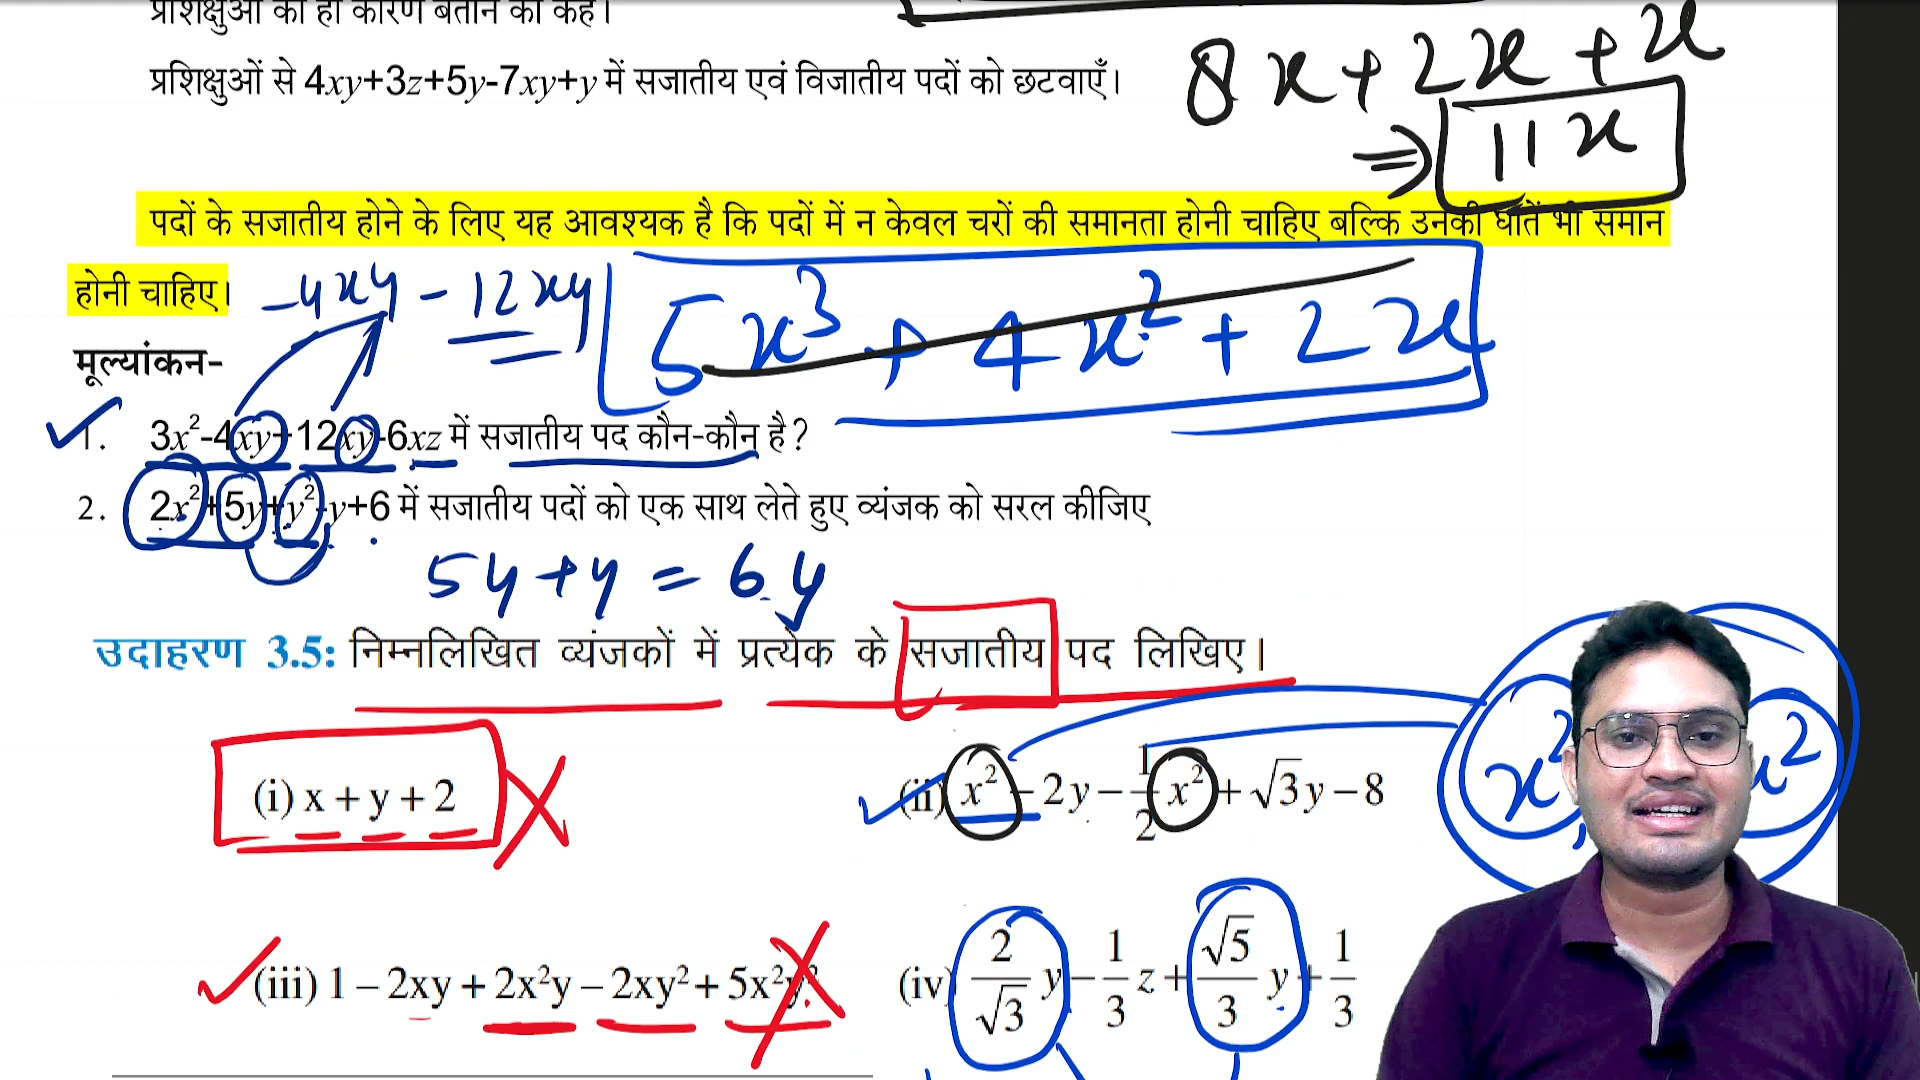 प्रशिक्षुओं को ही कारण बताने को कहें।
8x+2x+x
प्रशिक्षुओं से 4xy+3z+5y-7xy+y में सजातीय एवं विजातीय पदों को छटवाएँ।
⇒ 11x
पदों के सजातीय होने के लिए यह आवश्यक है कि पदों में न केवल चरों की समानता होनी चाहिए बल्कि उनकी घातें भी समान
होनी चाहिए।
-4xy - 12xy
5x³ + 4x² + 2x
मूल्यांकन-
1. 3x²-4xy+12xy-6xz में सजातीय पद कौन-कौन है?
2. 2x²+5y+y²-y+6 में सजातीय पदों को एक साथ लेते हुए व्यंजक को सरल कीजिए
5y+y = 6y
उदाहरण 3.5: निम्नलिखित व्यंजकों में प्रत्येक के सजातीय पद लिखिए।
(i) x + y + 2
(ii) x² - 2y - 1/2 x² + √3y - 8
x², x²
(iii) 1 - 2xy + 2x²y - 2xy² + 5x²y²
(iv) 2/√3 y - 1/3 z + √5/3 y + 1/3